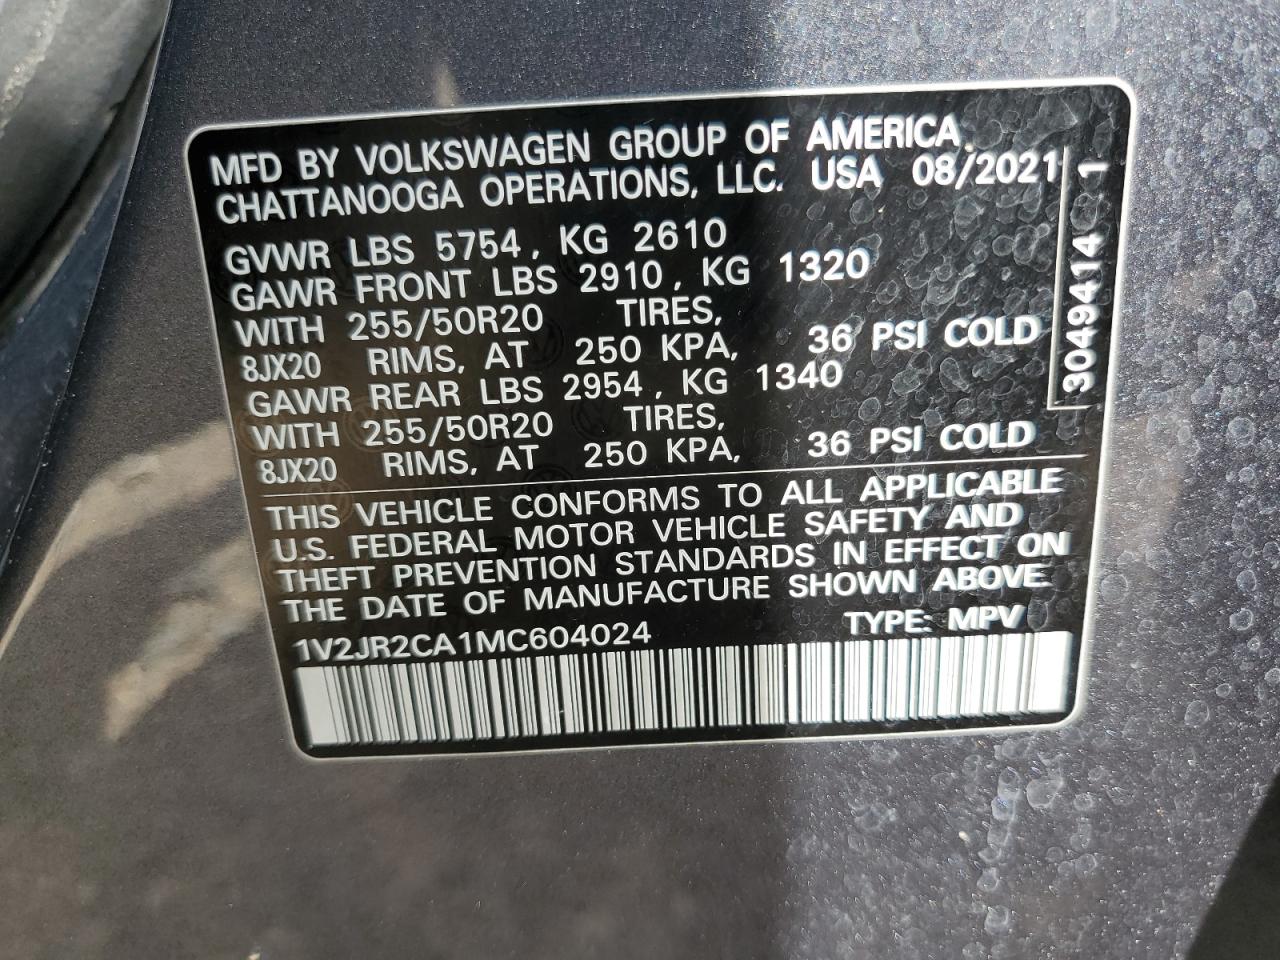 MFD BY VOLKSWAGEN GROUP OF AMERICA.
CHATTANOOGA OPERATIONS, LLC. USA 08/2021
GVWR LBS 5754, KG 2610
GAWR FRONT LBS 2910, KG 1320
WITH 255/50R20 TIRES,
8JX20 RIMS, AT 250 KPA, 36 PSI COLD
GAWR REAR LBS 2954, KG 1340
WITH 255/50R20 TIRES,
8JX20 RIMS, AT 250 KPA, 36 PSI COLD
THIS VEHICLE CONFORMS TO ALL APPLICABLE
U.S. FEDERAL MOTOR VEHICLE SAFETY AND
THEFT PREVENTION STANDARDS IN EFFECT ON
THE DATE OF MANUFACTURE SHOWN ABOVE.
1V2JR2CA1MC604024 TYPE: MPV
3049414 1